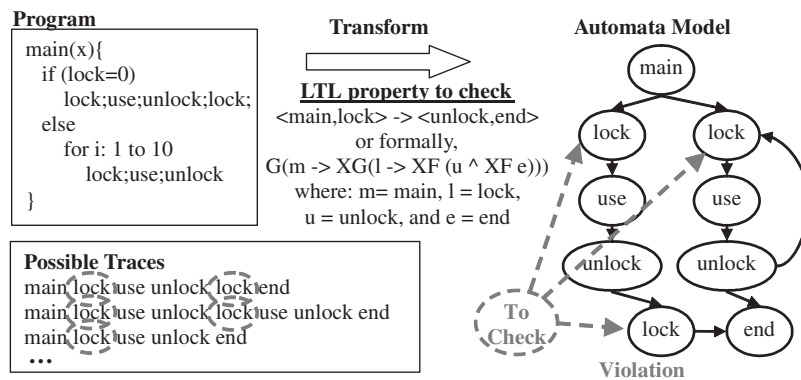 Program
main(x){
if (lock=0)
lock;use;unlock;lock;
else
for i: 1 to 10
lock;use;unlock
}
Transform
LTL property to check
<main,lock> -> <unlock,end>
or formally,
G(m -> XG(l -> XF (u ^ XF e)))
where: m= main, l = lock,
u = unlock, and e = end
Possible Traces
main lock use unlock lock end
main lock use unlock lock use unlock end
main lock use unlock end
...
Automata Model
main
lock lock
use use
unlock unlock
To
Check
lock end
Violation